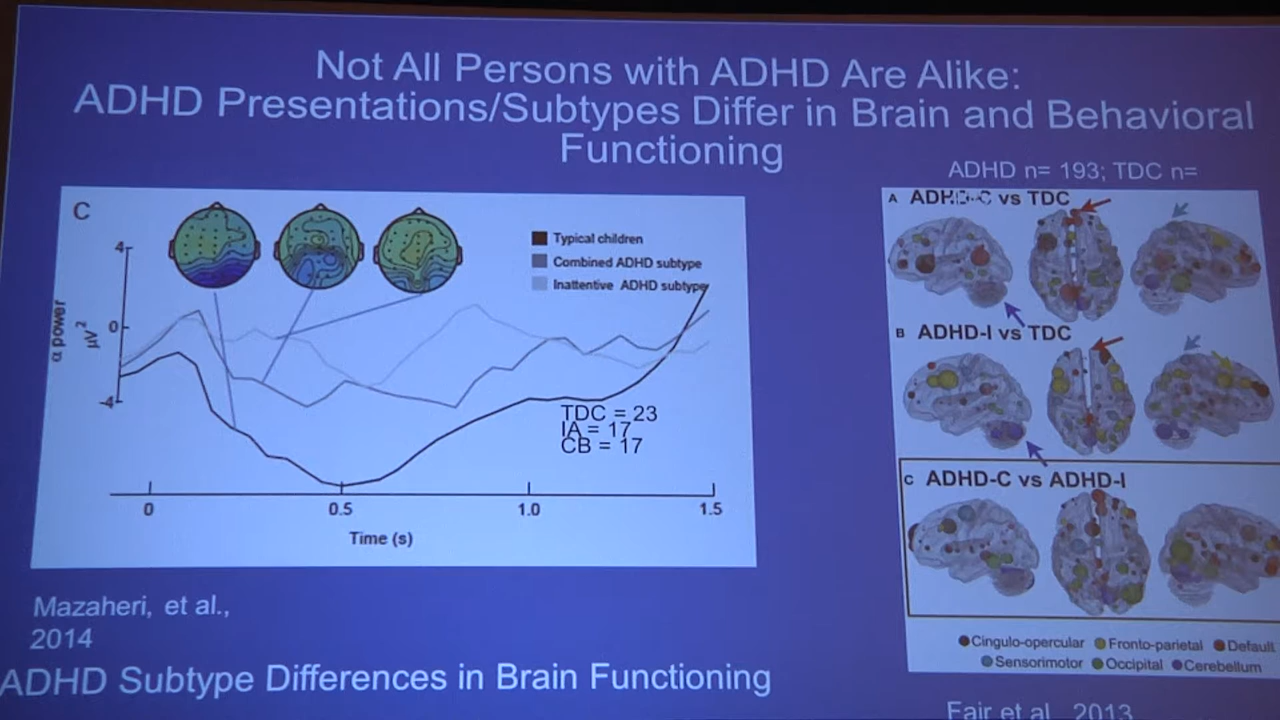 Not All Persons with ADHD Are Alike:
ADHD Presentations/Subtypes Differ in Brain and Behavioral
Functioning
ADHD n= 193; TDC n=
C
Typical children
Combined ADHD subtype
Inattentive ADHD subtype
4
0
-4
α power
μV²
TDC = 23
IA = 17
CB = 17
0 0.5 1.0 1.5
Time (s)
Mazaheri, et al.,
2014
ADHD Subtype Differences in Brain Functioning
A ADHD-C vs TDC
B ADHD-I vs TDC
C ADHD-C vs ADHD-I
Cingulo-opercular Fronto-parietal Default
Sensorimotor Occipital Cerebellum
Fair et al., 2013